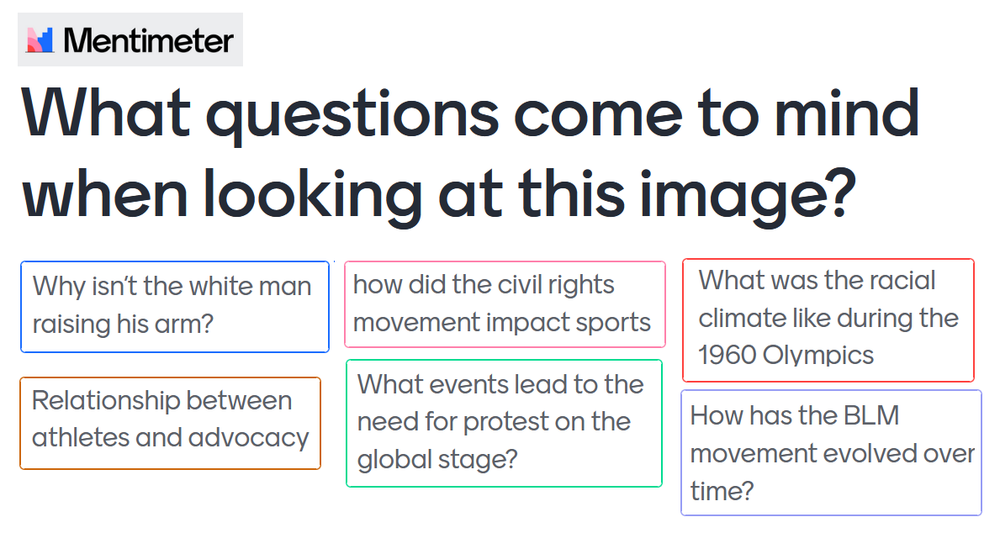 Mentimeter
What questions come to mind
when looking at this image?
Why isn't the white man
raising his arm?
how did the civil rights
movement impact sports
What was the racial
climate like during the
1960 Olympics
Relationship between
athletes and advocacy
What events lead to the
need for protest on the
global stage?
How has the BLM
movement evolved over
time?